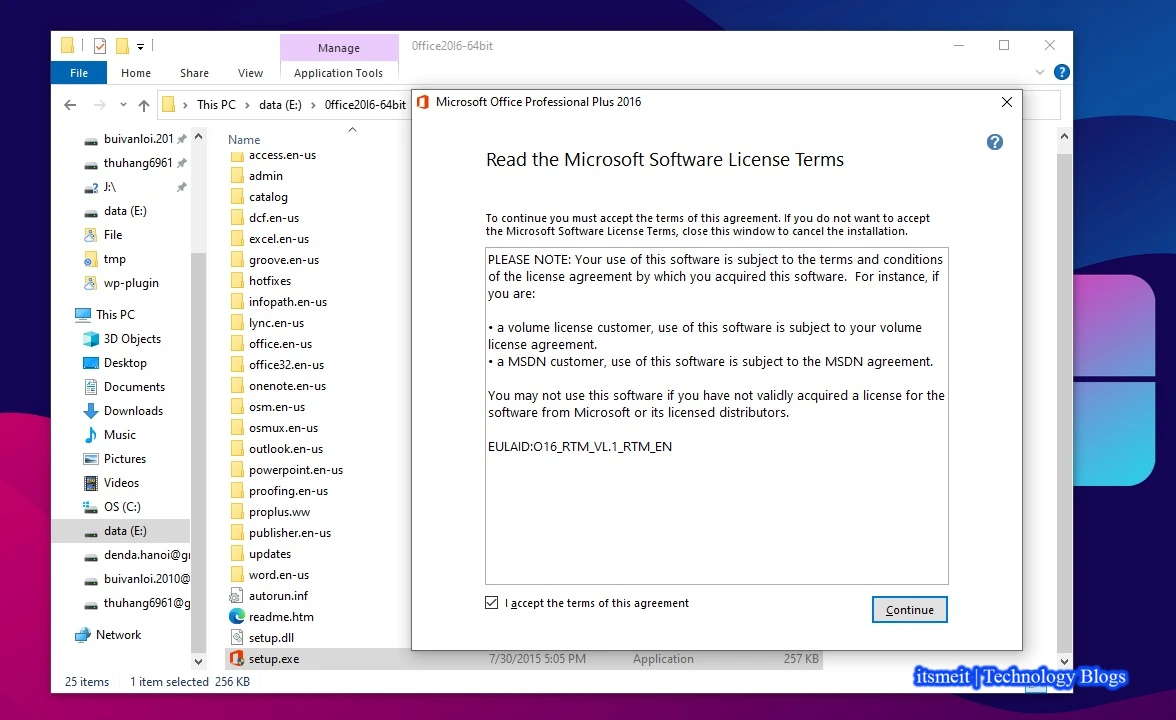 Manage
0ffice20l6-64bit
File
Home
Share
View
Application Tools
This PC
data (E:)
0ffice20l6-64bit
buivanloi.201
thuhang6961
J:\
data (E:)
File
tmp
wp-plugin
This PC
3D Objects
Desktop
Documents
Downloads
Music
Pictures
Videos
OS (C:)
data (E:)
denda.hanoi@gr
buivanloi.2010@
thuhang6961@g
Network
Name
access.en-us
admin
catalog
dcf.en-us
excel.en-us
groove.en-us
hotfixes
infopath.en-us
lync.en-us
office.en-us
office32.en-us
onenote.en-us
osm.en-us
osmux.en-us
outlook.en-us
powerpoint.en-us
proofing.en-us
proplus.ww
publisher.en-us
updates
word.en-us
autorun.inf
readme.htm
setup.dll
setup.exe 7/30/2015 5:05 PM Application 257 KB
Microsoft Office Professional Plus 2016
Read the Microsoft Software License Terms
To continue you must accept the terms of this agreement. If you do not want to accept
the Microsoft Software License Terms, close this window to cancel the installation.
PLEASE NOTE: Your use of this software is subject to the terms and conditions
of the license agreement by which you acquired this software.  For instance, if
you are:
• a volume license customer, use of this software is subject to your volume
license agreement.
• a MSDN customer, use of this software is subject to the MSDN agreement.
You may not use this software if you have not validly acquired a license for the
software from Microsoft or its licensed distributors.
EULAID:O16_RTM_VL.1_RTM_EN
I accept the terms of this agreement
Continue
25 items
1 item selected 256 KB
itsmeit | Technology Blogs